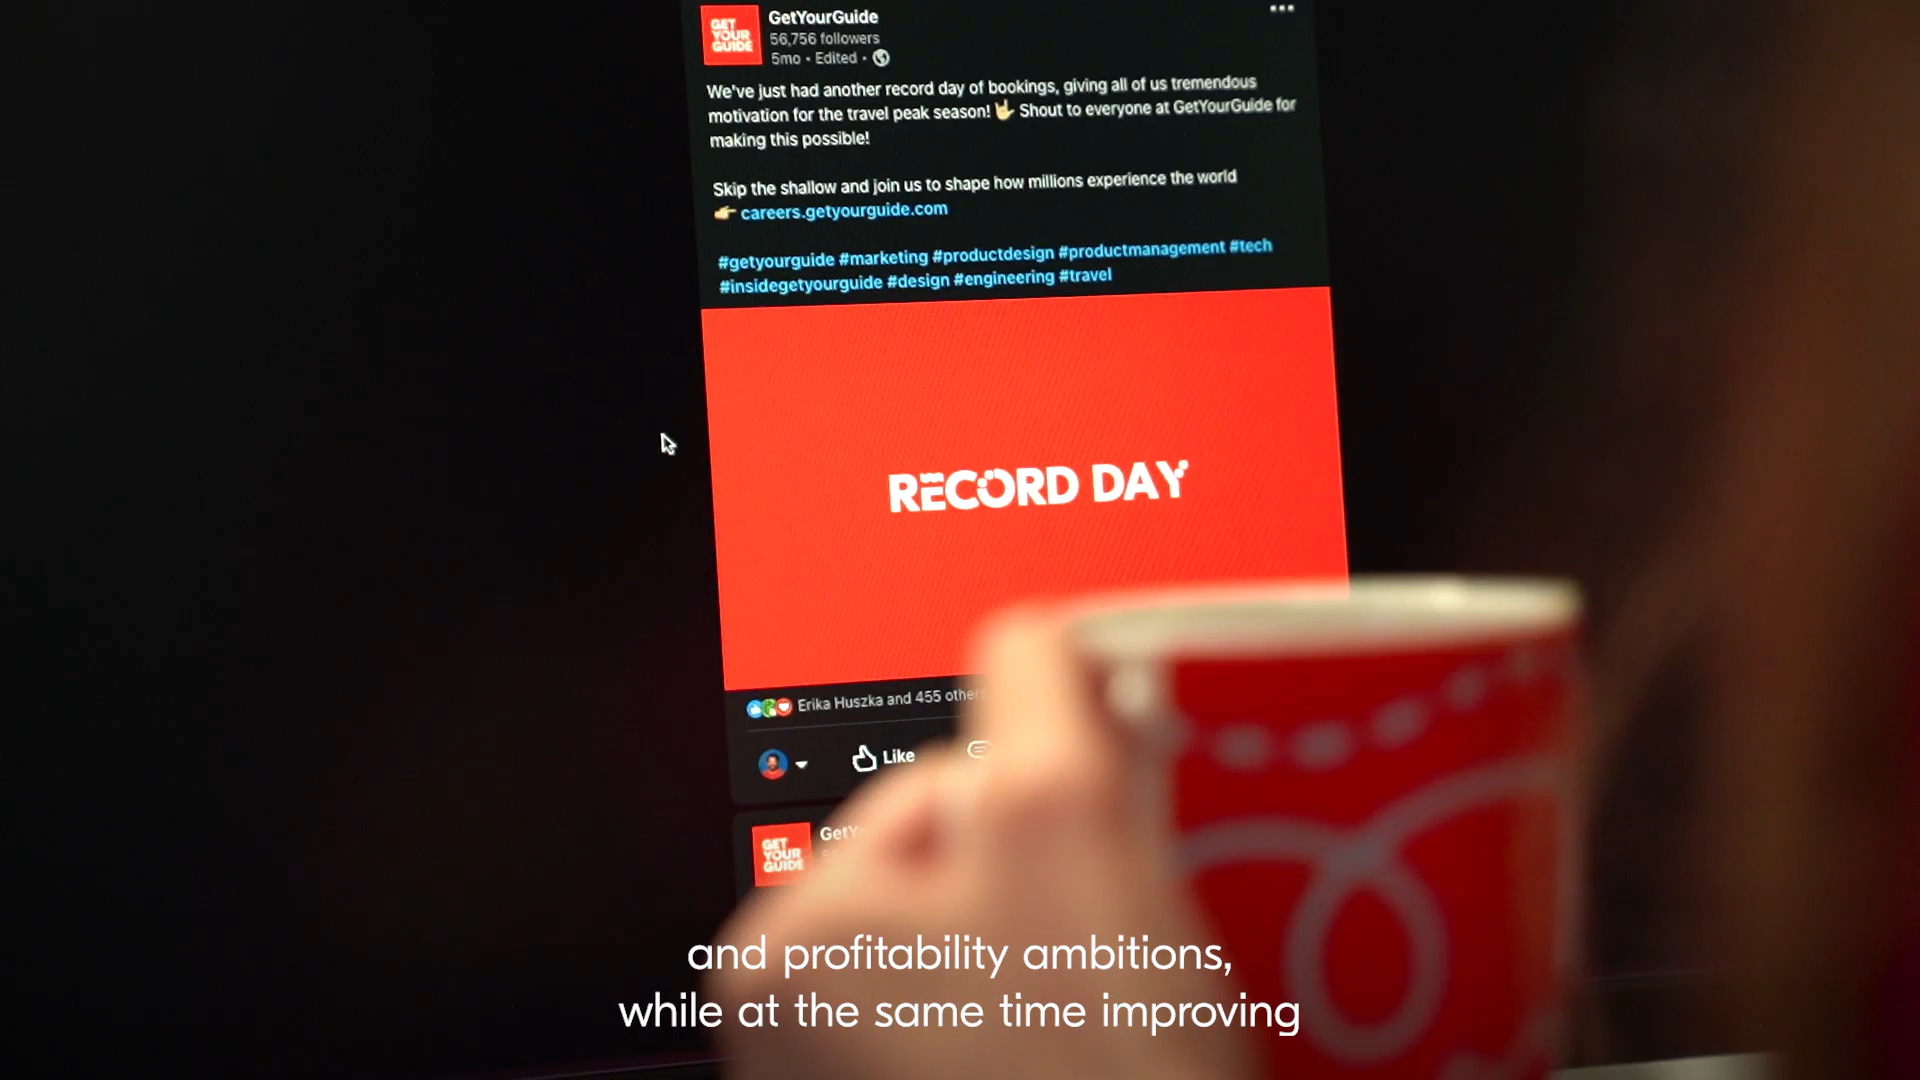 GET
YOUR
GUIDE
GetYourGuide
56,756 followers
5mo • Edited •
We've just had another record day of bookings, giving all of us tremendous
motivation for the travel peak season! 🤟 Shout to everyone at GetYourGuide for
making this possible!
Skip the shallow and join us to shape how millions experience the world
👉 careers.getyourguide.com
#getyourguide #marketing #productdesign #productmanagement #tech
#insidegetyourguide #design #engineering #travel
RECORD DAY
Erika Huszka and 455 others
Like
GET
YOUR
GUIDE
GetY
and profitability ambitions,
while at the same time improving